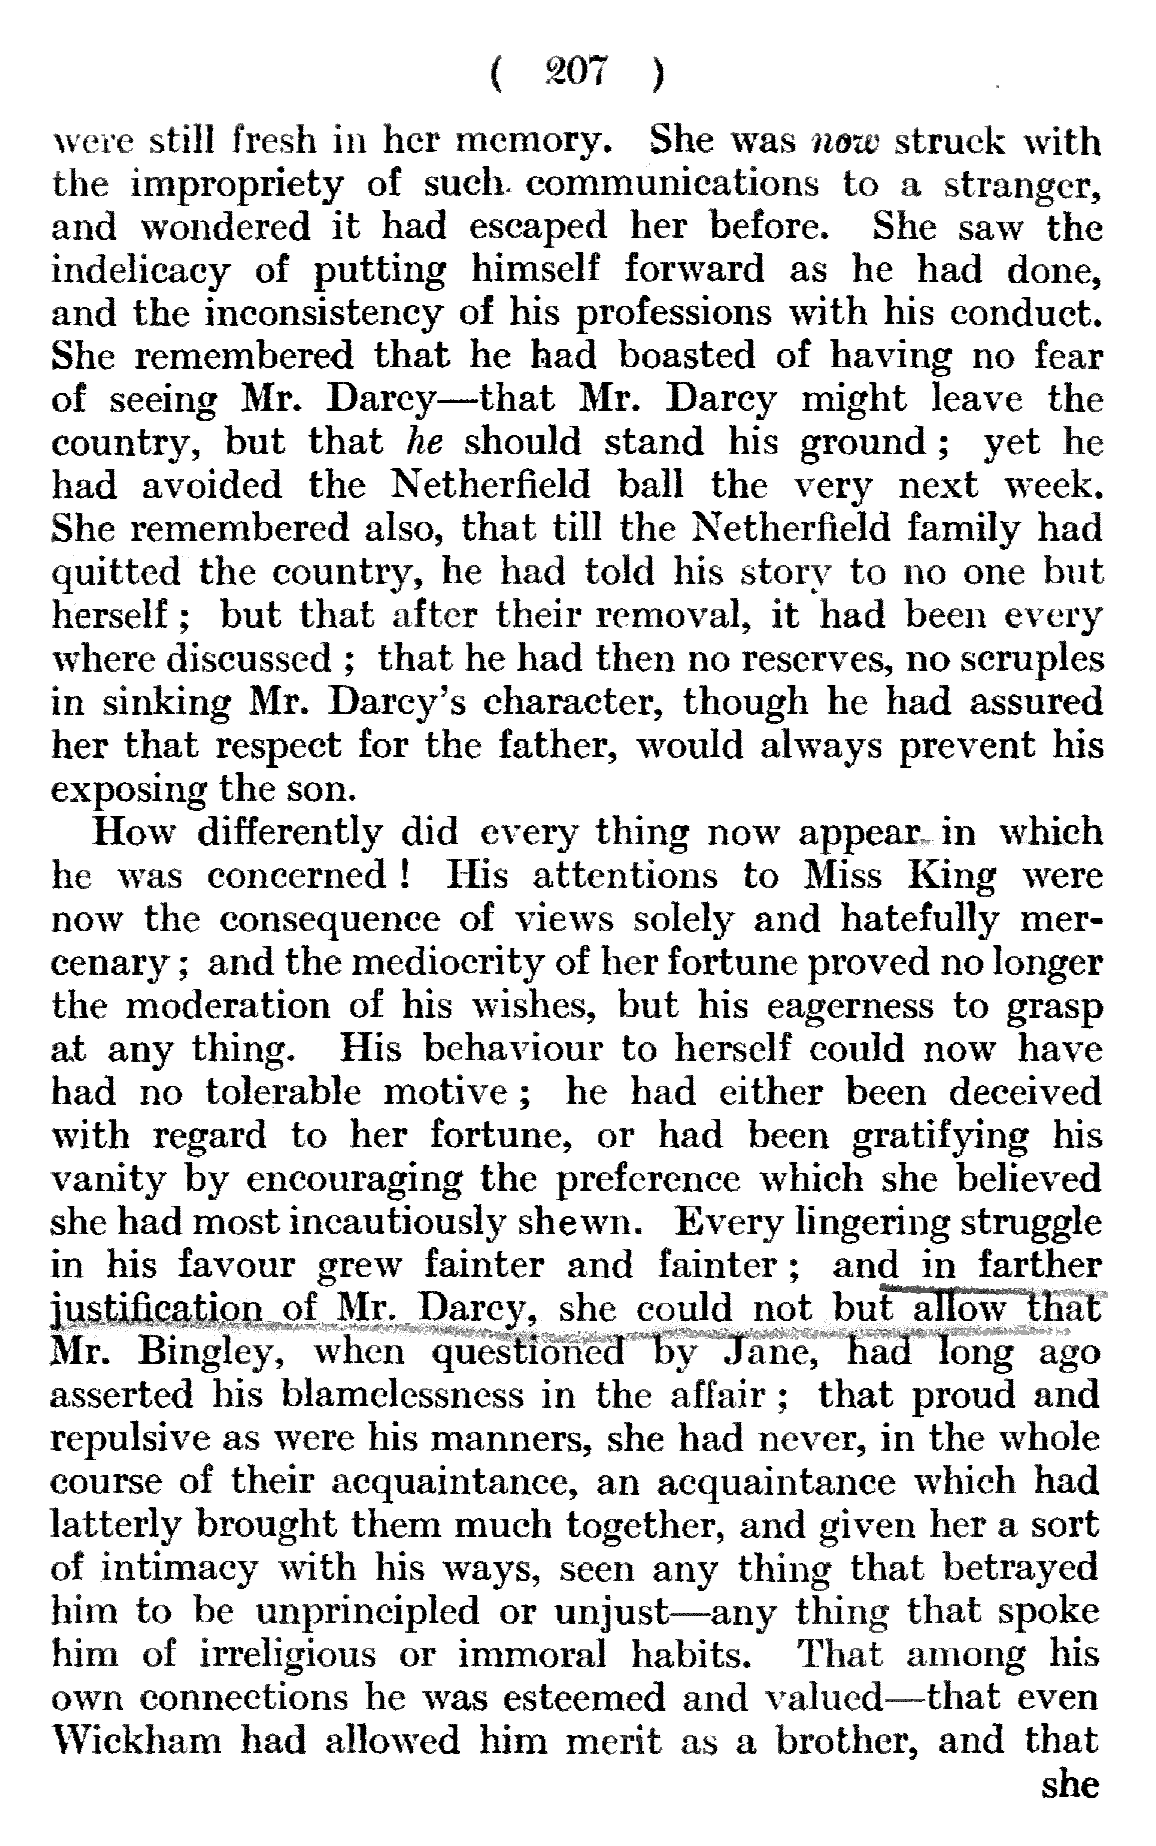 ( 207 )
were still fresh in her memory. She was now struck with
the impropriety of such communications to a stranger,
and wondered it had escaped her before. She saw the
indelicacy of putting himself forward as he had done,
and the inconsistency of his professions with his conduct.
She remembered that he had boasted of having no fear
of seeing Mr. Darcy—that Mr. Darcy might leave the
country, but that he should stand his ground ; yet he
had avoided the Netherfield ball the very next week.
She remembered also, that till the Netherfield family had
quitted the country, he had told his story to no one but
herself ; but that after their removal, it had been every
where discussed ; that he had then no reserves, no scruples
in sinking Mr. Darcy's character, though he had assured
her that respect for the father, would always prevent his
exposing the son.
How differently did every thing now appear in which
he was concerned ! His attentions to Miss King were
now the consequence of views solely and hatefully mer-
cenary ; and the mediocrity of her fortune proved no longer
the moderation of his wishes, but his eagerness to grasp
at any thing. His behaviour to herself could now have
had no tolerable motive ; he had either been deceived
with regard to her fortune, or had been gratifying his
vanity by encouraging the preference which she believed
she had most incautiously shewn. Every lingering struggle
in his favour grew fainter and fainter ; and in farther
justification of Mr. Darcy, she could not but allow that
Mr. Bingley, when questioned by Jane, had long ago
asserted his blamelessness in the affair ; that proud and
repulsive as were his manners, she had never, in the whole
course of their acquaintance, an acquaintance which had
latterly brought them much together, and given her a sort
of intimacy with his ways, seen any thing that betrayed
him to be unprincipled or unjust—any thing that spoke
him of irreligious or immoral habits. That among his
own connections he was esteemed and valued—that even
Wickham had allowed him merit as a brother, and that
she